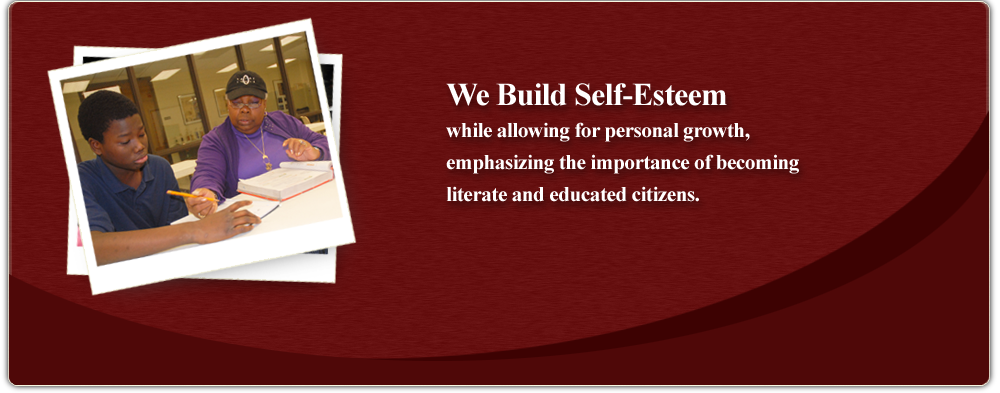 We Build Self-Esteem
while allowing for personal growth,
emphasizing the importance of becoming
literate and educated citizens.